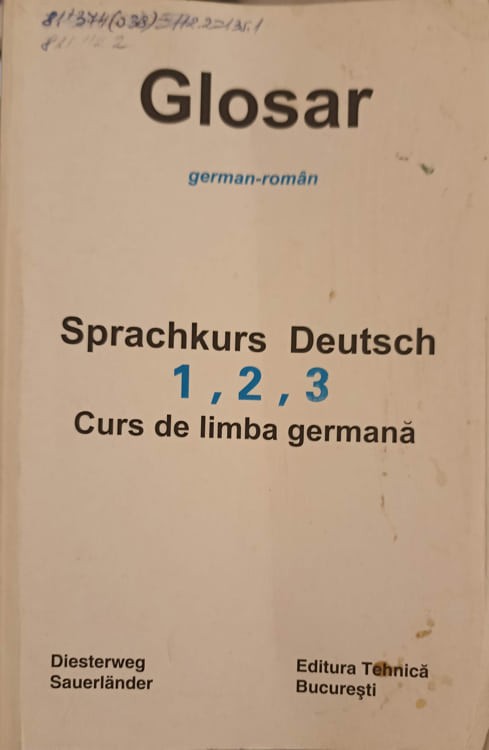 Glosar
german-român
Sprachkurs Deutsch
1 , 2 , 3
Curs de limba germană
Diesterweg
Sauerländer
Editura Tehnică
Bucureşti